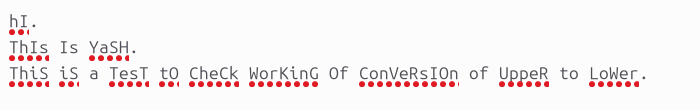 hI.
ThIs Is YaSH.
ThiS iS a TesT tO CheCk WorKinG Of ConVeRsIOn of UppeR to LoWer.